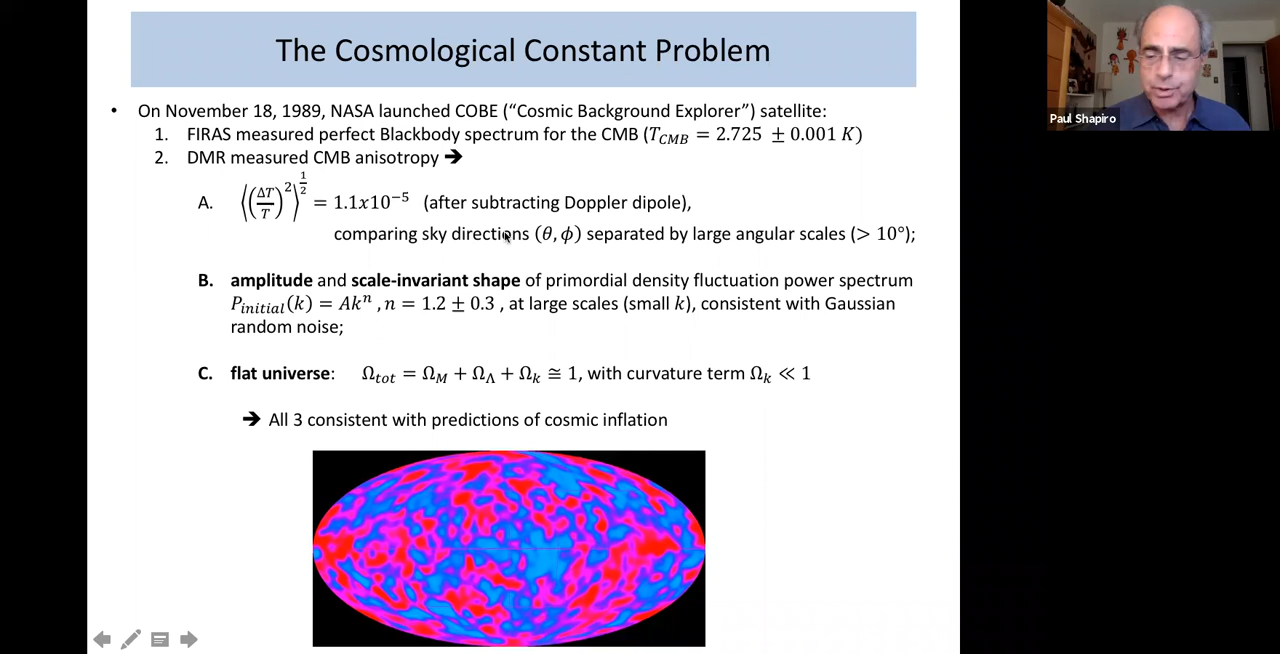 The Cosmological Constant Problem
• On November 18, 1989, NASA launched COBE (“Cosmic Background Explorer”) satellite:
1. FIRAS measured perfect Blackbody spectrum for the CMB (T_CMB = 2.725 ± 0.001 K)
2. DMR measured CMB anisotropy ➔
A. ⟨(ΔT/T)²⟩^(1/2) = 1.1x10⁻⁵ (after subtracting Doppler dipole),
comparing sky directions (θ, ϕ) separated by large angular scales (> 10°);
B. amplitude and scale-invariant shape of primordial density fluctuation power spectrum
P_initial(k) = Akⁿ , n = 1.2 ± 0.3 , at large scales (small k), consistent with Gaussian
random noise;
C. flat universe: Ω_tot = Ω_M + Ω_Λ + Ω_k ≅ 1, with curvature term Ω_k ≪ 1
➔ All 3 consistent with predictions of cosmic inflation
Paul Shapiro